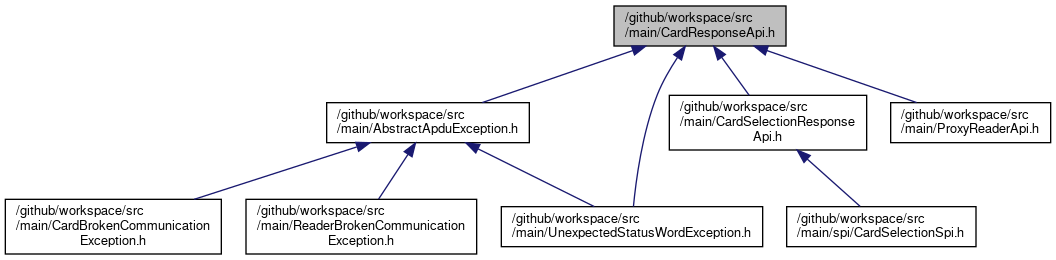 /github/workspace/src
/main/CardResponseApi.h
/github/workspace/src
/main/AbstractApduException.h
/github/workspace/src
/main/CardSelectionResponse
Api.h
/github/workspace/src
/main/ProxyReaderApi.h
/github/workspace/src
/main/CardBrokenCommunication
Exception.h
/github/workspace/src
/main/ReaderBrokenCommunication
Exception.h
/github/workspace/src
/main/UnexpectedStatusWordException.h
/github/workspace/src
/main/spi/CardSelectionSpi.h